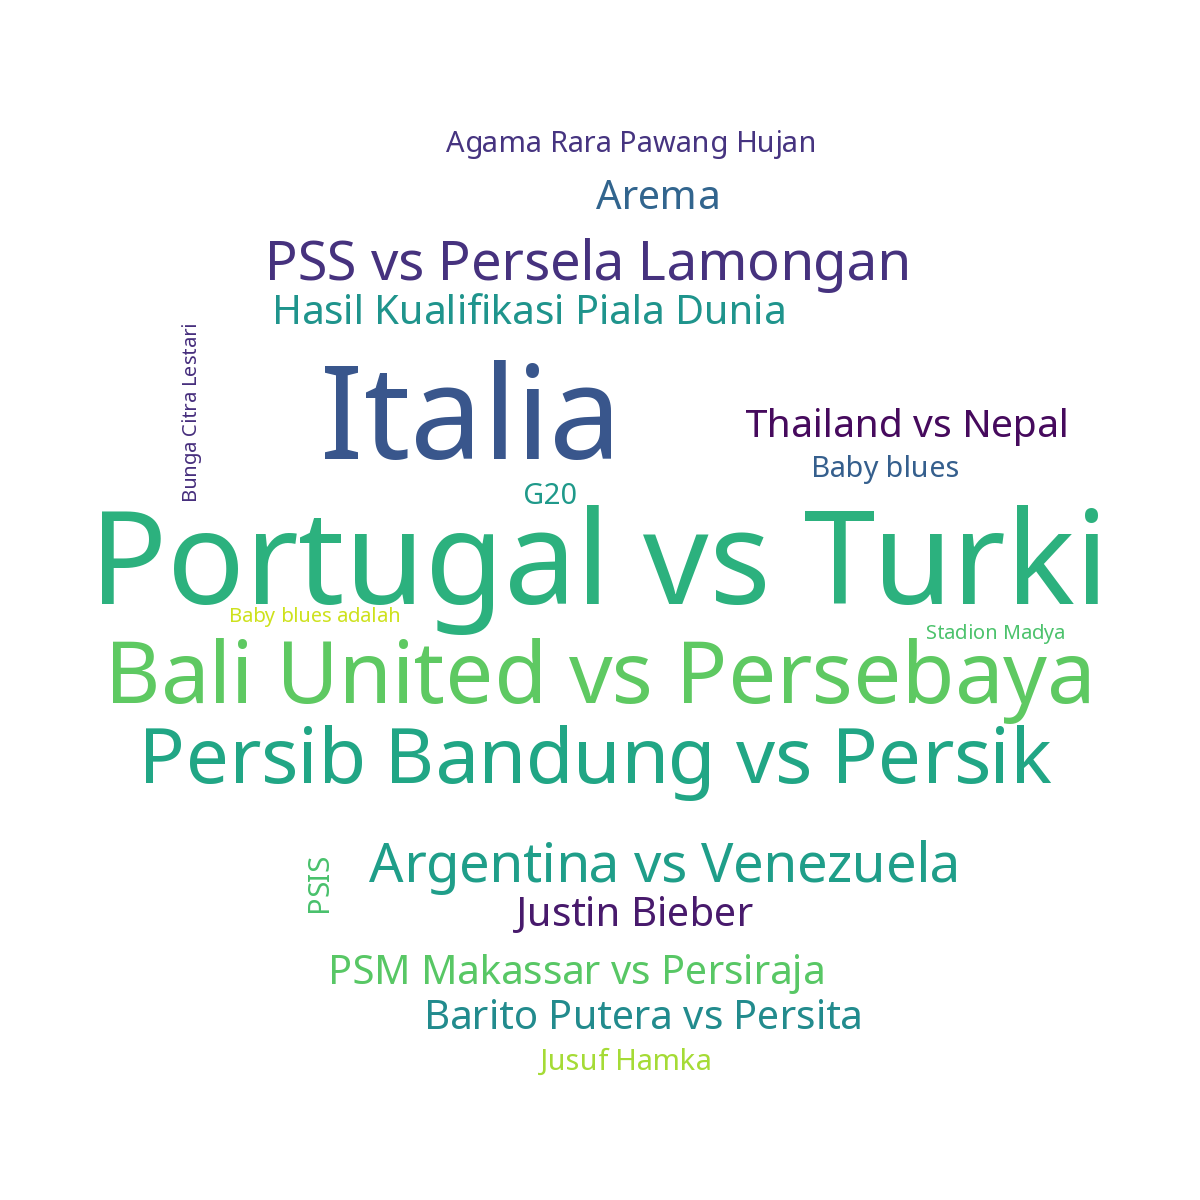 Agama Rara Pawang Hujan
Arema
PSS vs Persela Lamongan
Hasil Kualifikasi Piala Dunia
Bunga Citra Lestari
Italia
Thailand vs Nepal
Baby blues
G20
Portugal vs Turki
Baby blues adalah
Stadion Madya
Bali United vs Persebaya
Persib Bandung vs Persik
Argentina vs Venezuela
PSIS
Justin Bieber
PSM Makassar vs Persiraja
Barito Putera vs Persita
Jusuf Hamka